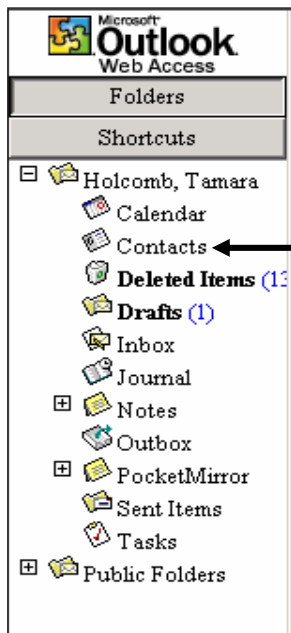 Microsoft
Outlook
Web Access
Folders
Shortcuts
Holcomb, Tamara
Calendar
Contacts
Deleted Items (13
Drafts (1)
Inbox
Journal
Notes
Outbox
PocketMirror
Sent Items
Tasks
Public Folders